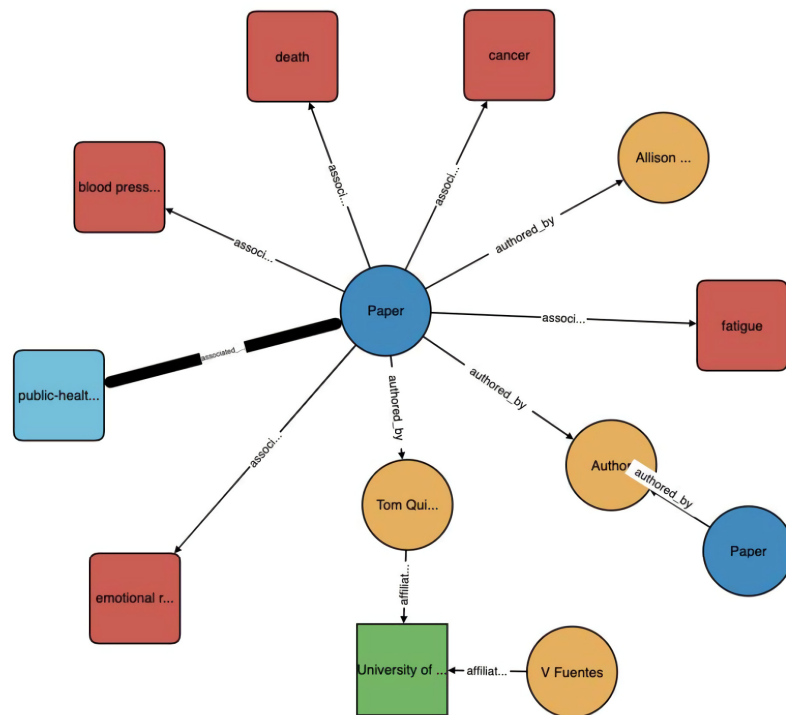 death
cancer
Allison ...
blood press...
associ...
associ...
authored_by
associ...
Paper
associ...
fatigue
associated_...
public-healt...
authored_by
authored_by
associ...
Author
authored_by
Tom Qui...
Paper
affiliat...
emotional r...
University of ...
affiliat...
V Fuentes